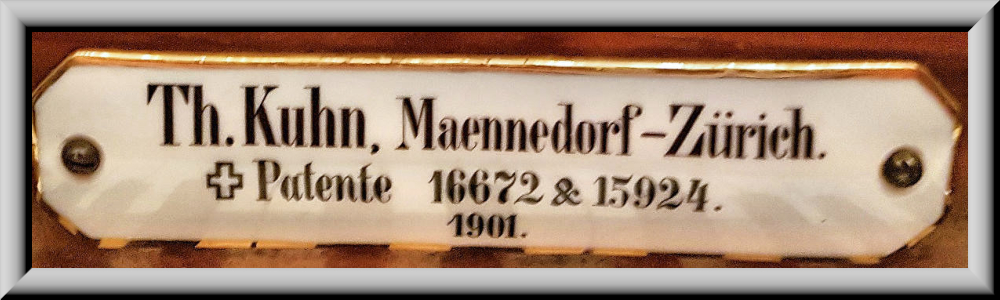 Th. Kuhn, Maennedorf-Zürich.
✚ Patente 16672 & 15924.
1901.